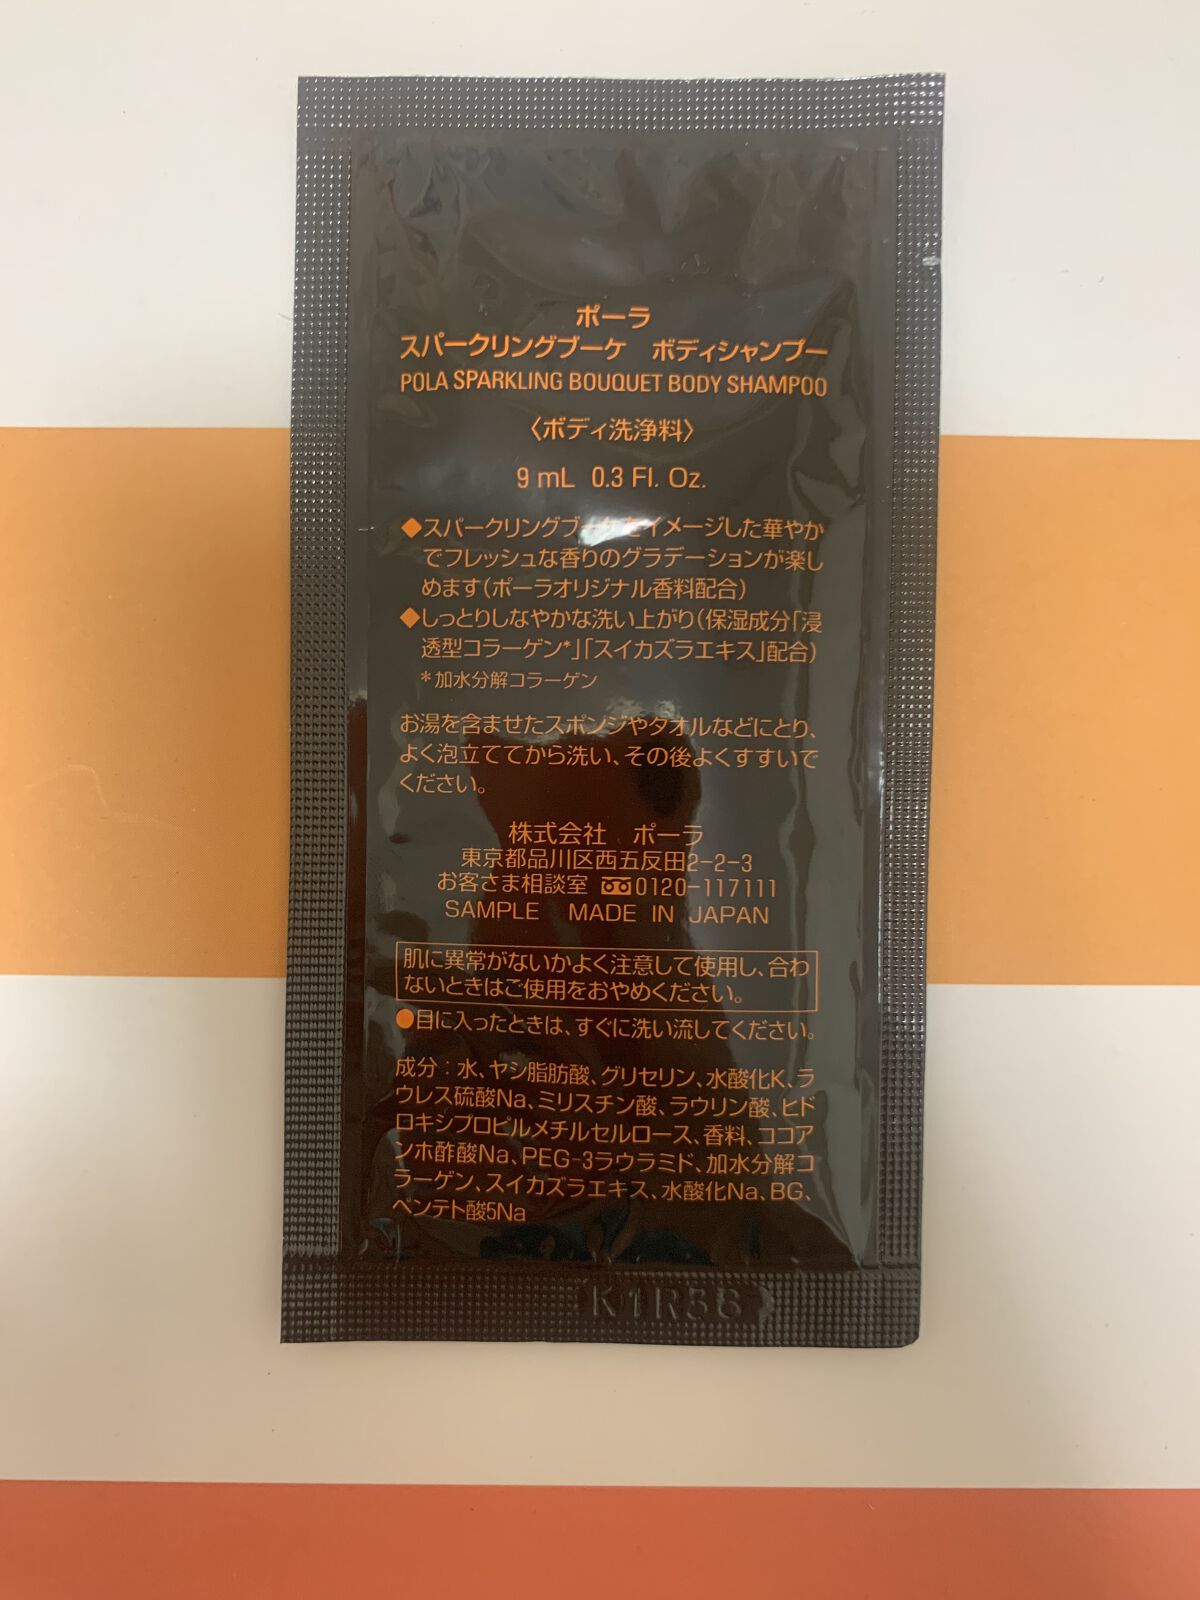 ポーラ
スパークリングブーケ ボディシャンプー
POLA SPARKLING BOUQUET BODY SHAMPOO
〈ボディ洗浄料〉
9 mL 0.3 Fl. Oz.
◆スパークリングブーケをイメージした華やか
でフレッシュな香りのグラデーションが楽し
めます(ポーラオリジナル香料配合)
◆しっとりしなやかな洗い上がり(保湿成分「浸
透型コラーゲン*」「スイカズラエキス」配合)
*加水分解コラーゲン
お湯を含ませたスポンジやタオルなどにとり、
よく泡立ててから洗い、その後よくすすいで
ください。
株式会社 ポーラ
東京都品川区西五反田2-2-3
お客さま相談室 0120-117111
SAMPLE MADE IN JAPAN
肌に異常がないかよく注意して使用し、合わ
ないときはご使用をおやめください。
●目に入ったときは、すぐに洗い流してください。
成分：水、ヤシ脂肪酸、グリセリン、水酸化K、ラ
ウレス硫酸Na、ミリスチン酸、ラウリン酸、ヒド
ロキシプロピルメチルセルロース、香料、ココア
ンホ酢酸Na、PEG-3ラウラミド、加水分解コ
ラーゲン、スイカズラエキス、水酸化Na、BG、
ペンテト酸5Na
K1R58